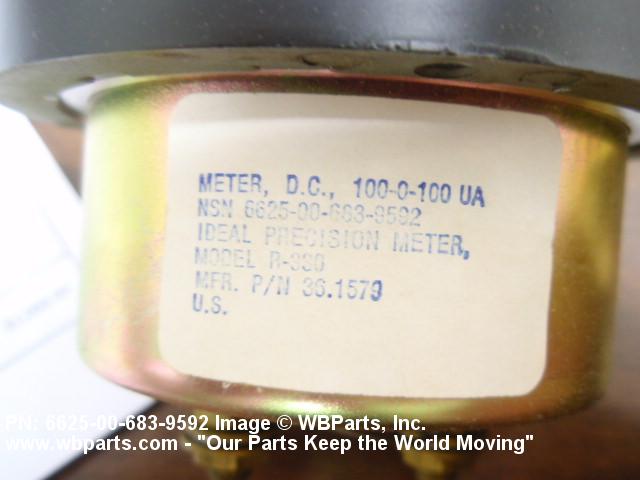 METER, D.C., 100-0-100 UA
NSN 6625-00-683-9592
IDEAL PRECISION METER,
MODEL R-330
MFR. P/N 36.1579
U.S.
PN: 6625-00-683-9592 Image © WBParts, Inc.
www.wbparts.com - "Our Parts Keep the World Moving"